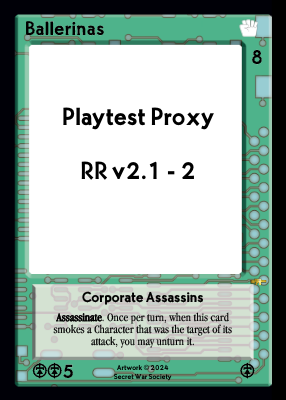 Ballerinas
8
Playtest Proxy
RR v2.1 - 2
Corporate Assassins
Assassinate. Once per turn, when this card
smokes a Character that was the target of its
attack, you may unturn it.
5
Artwork © 2024
Secret War Society